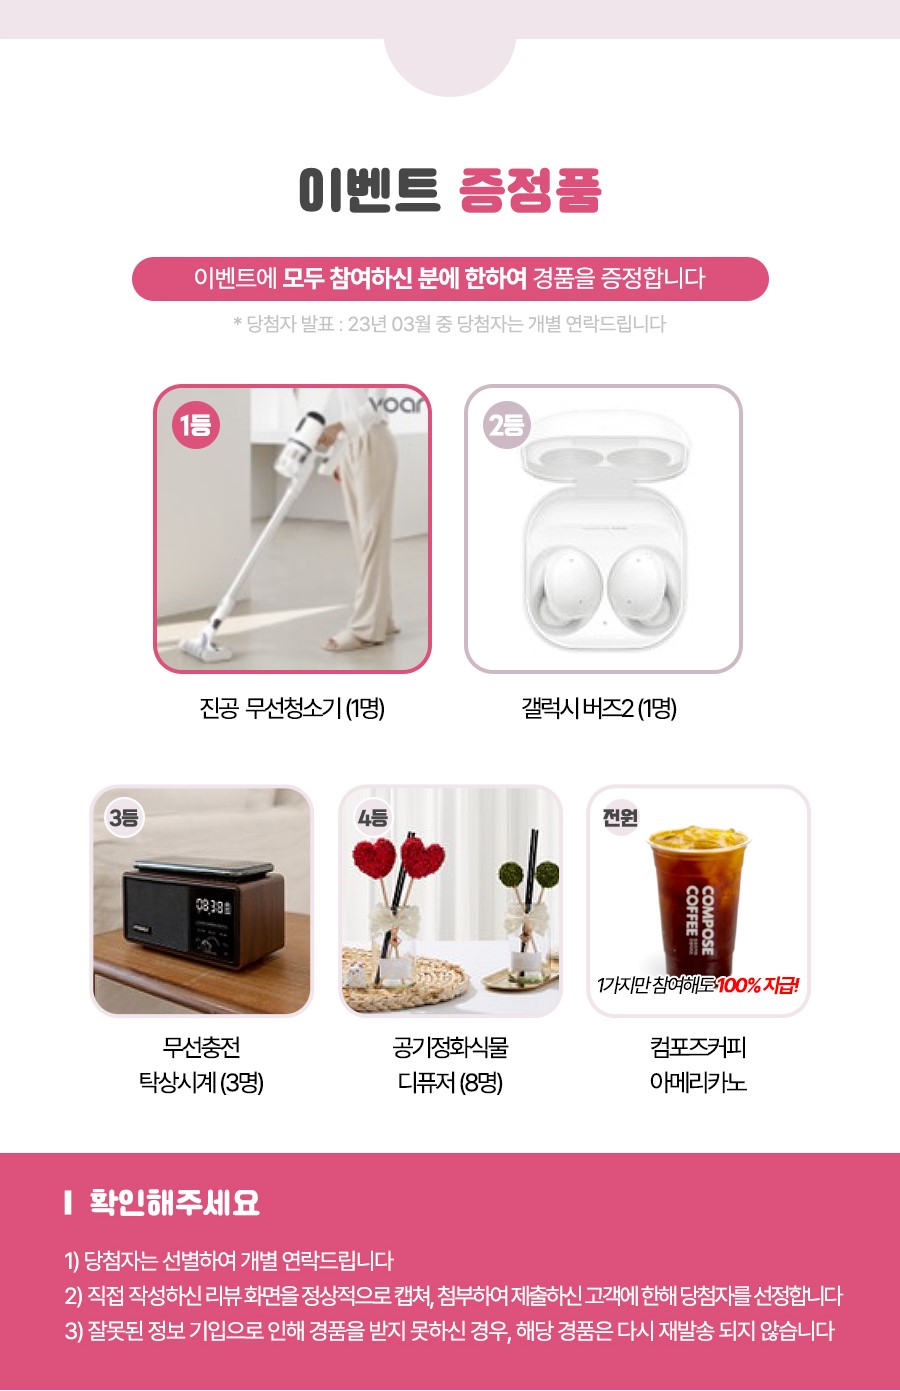 이벤트 증정품
이벤트에 모두 참여하신 분에 한하여 경품을 증정합니다
* 당첨자 발표 : 23년 03월 중 당첨자는 개별 연락드립니다
1등
2등
진공 무선청소기 (1명)
갤럭시 버즈2 (1명)
3등
4등
전원
08:38
COMPOSE
COFFEE
1가지만 참여해도 100% 지급!
무선충전
탁상시계 (3명)
공기정화식물
디퓨저 (8명)
컴포즈커피
아메리카노
확인해주세요
1) 당첨자는 선별하여 개별 연락드립니다
2) 직접 작성하신 리뷰 화면을 정상적으로 캡쳐, 첨부하여 제출하신 고객에 한해 당첨자를 선정합니다
3) 잘못된 정보 기입으로 인해 경품을 받지 못하신 경우, 해당 경품은 다시 재발송 되지 않습니다